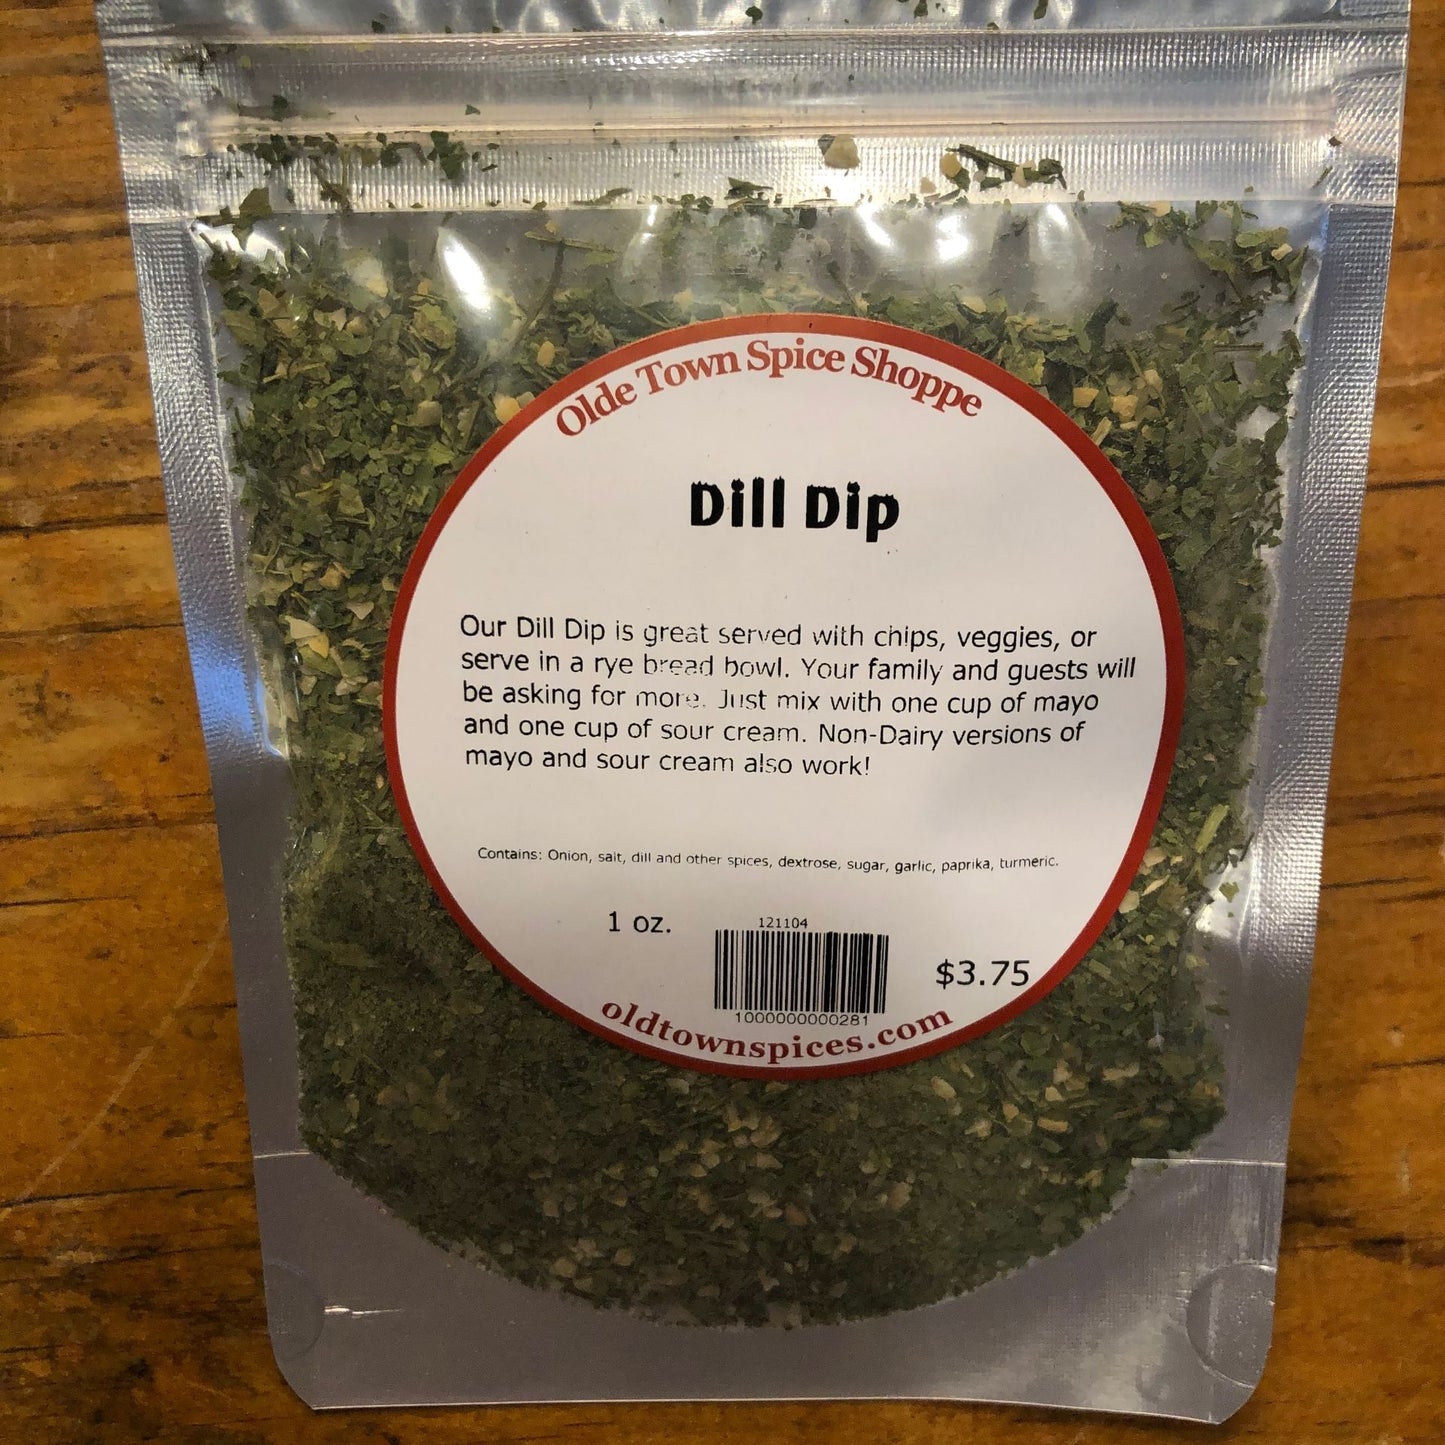 Olde Town Spice Shoppe
Dill Dip
Our Dill Dip is great served with chips, veggies, or
serve in a rye bread bowl. Your family and guests will
be asking for more. Just mix with one cup of mayo
and one cup of sour cream. Non-Dairy versions of
mayo and sour cream also work!
Contains: Onion, salt, dill and other spices, dextrose, sugar, garlic, paprika, turmeric.
1 oz.
121104
$3.75
1000000000281
oldtownspices.com